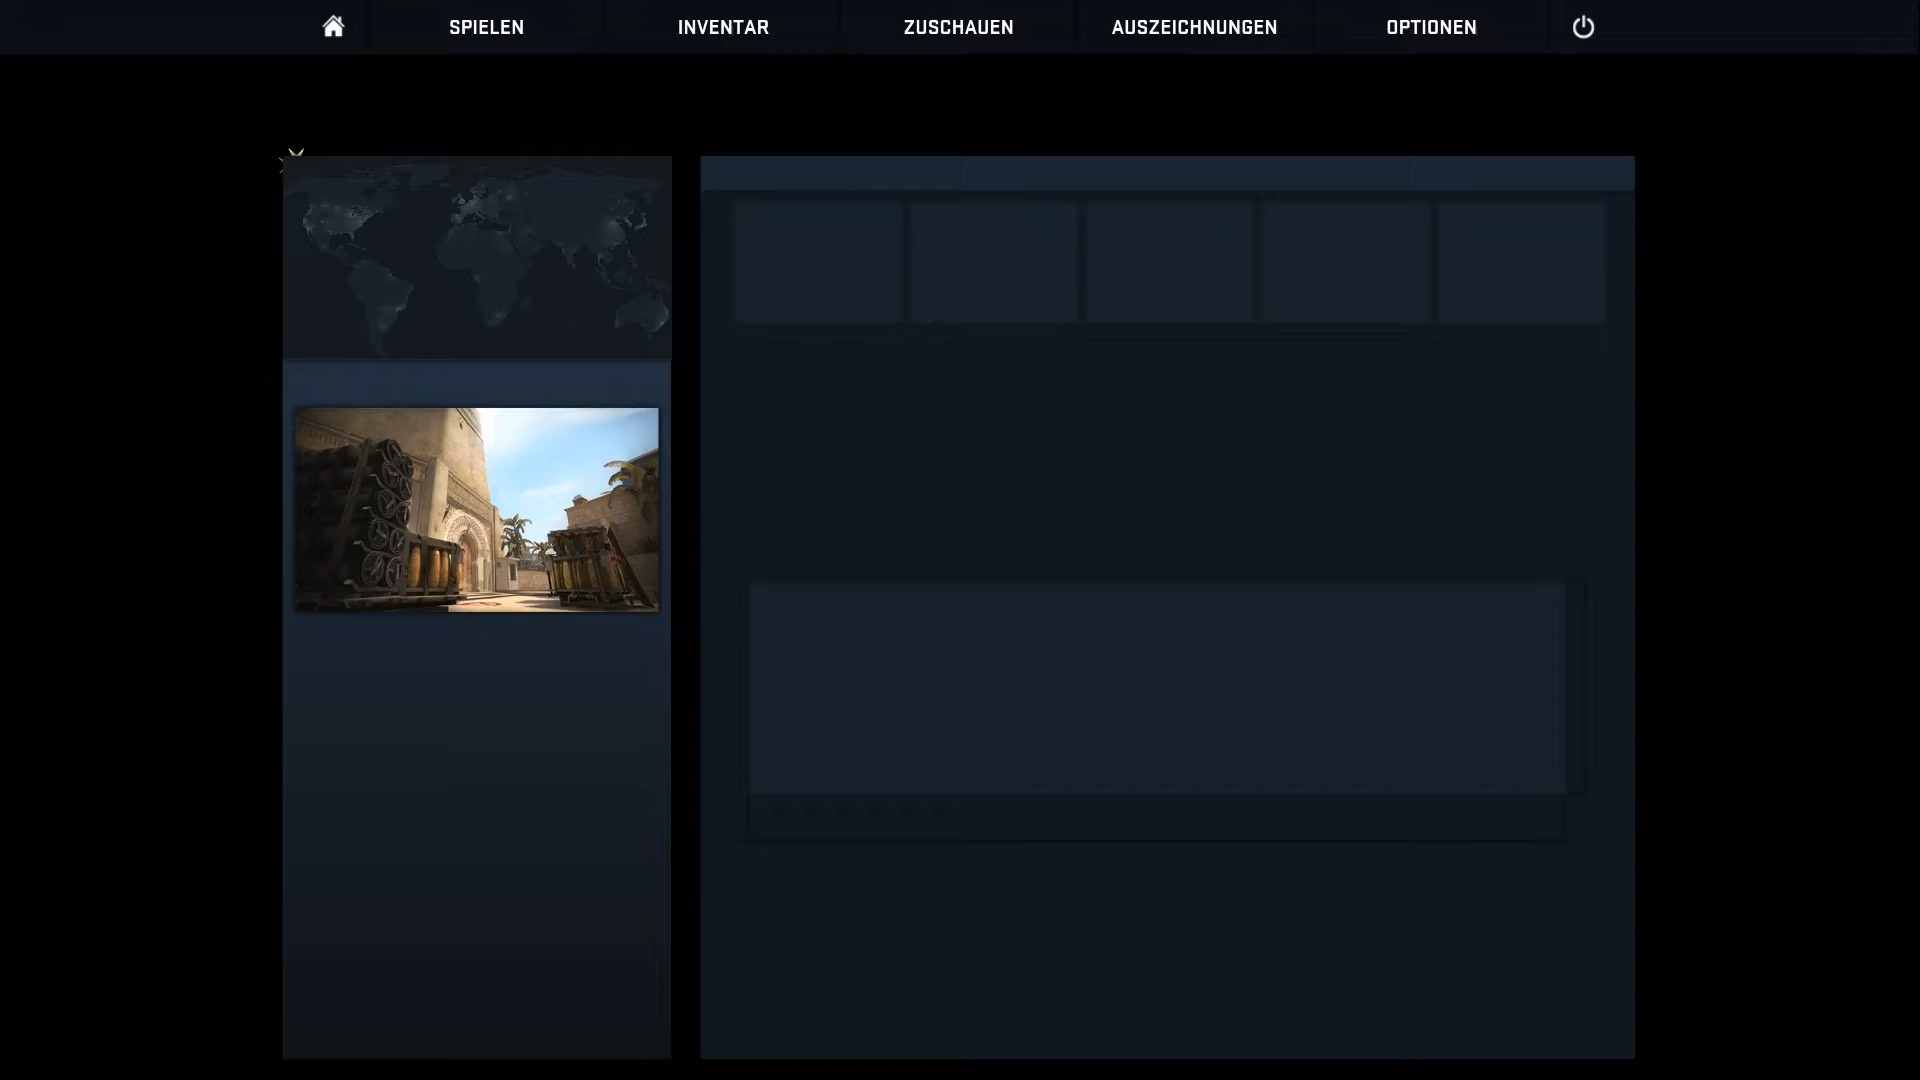 SPIELEN
INVENTAR
ZUSCHAUEN
AUSZEICHNUNGEN
OPTIONEN